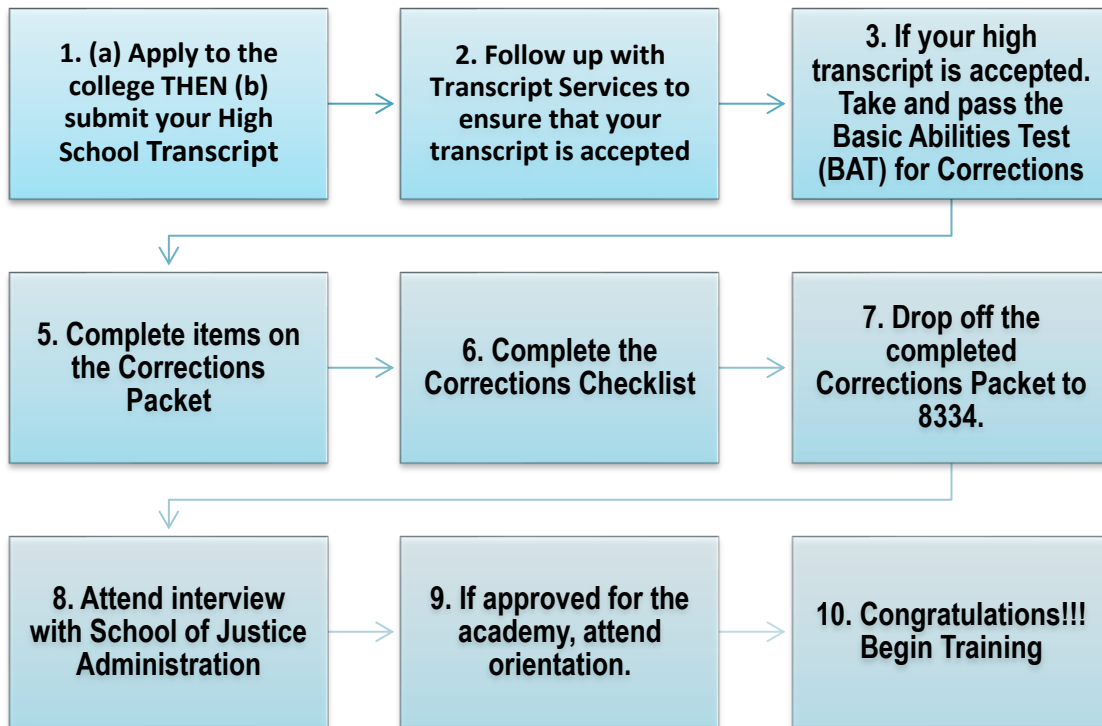 1. (a) Apply to the
college THEN (b)
submit your High
School Transcript
2. Follow up with
Transcript Services to
ensure that your
transcript is accepted
3. If your high
transcript is accepted.
Take and pass the
Basic Abilities Test
(BAT) for Corrections
5. Complete items on
the Corrections
Packet
6. Complete the
Corrections Checklist
7. Drop off the
completed
Corrections Packet to
8334.
8. Attend interview
with School of Justice
Administration
9. If approved for the
academy, attend
orientation.
10. Congratulations!!!
Begin Training